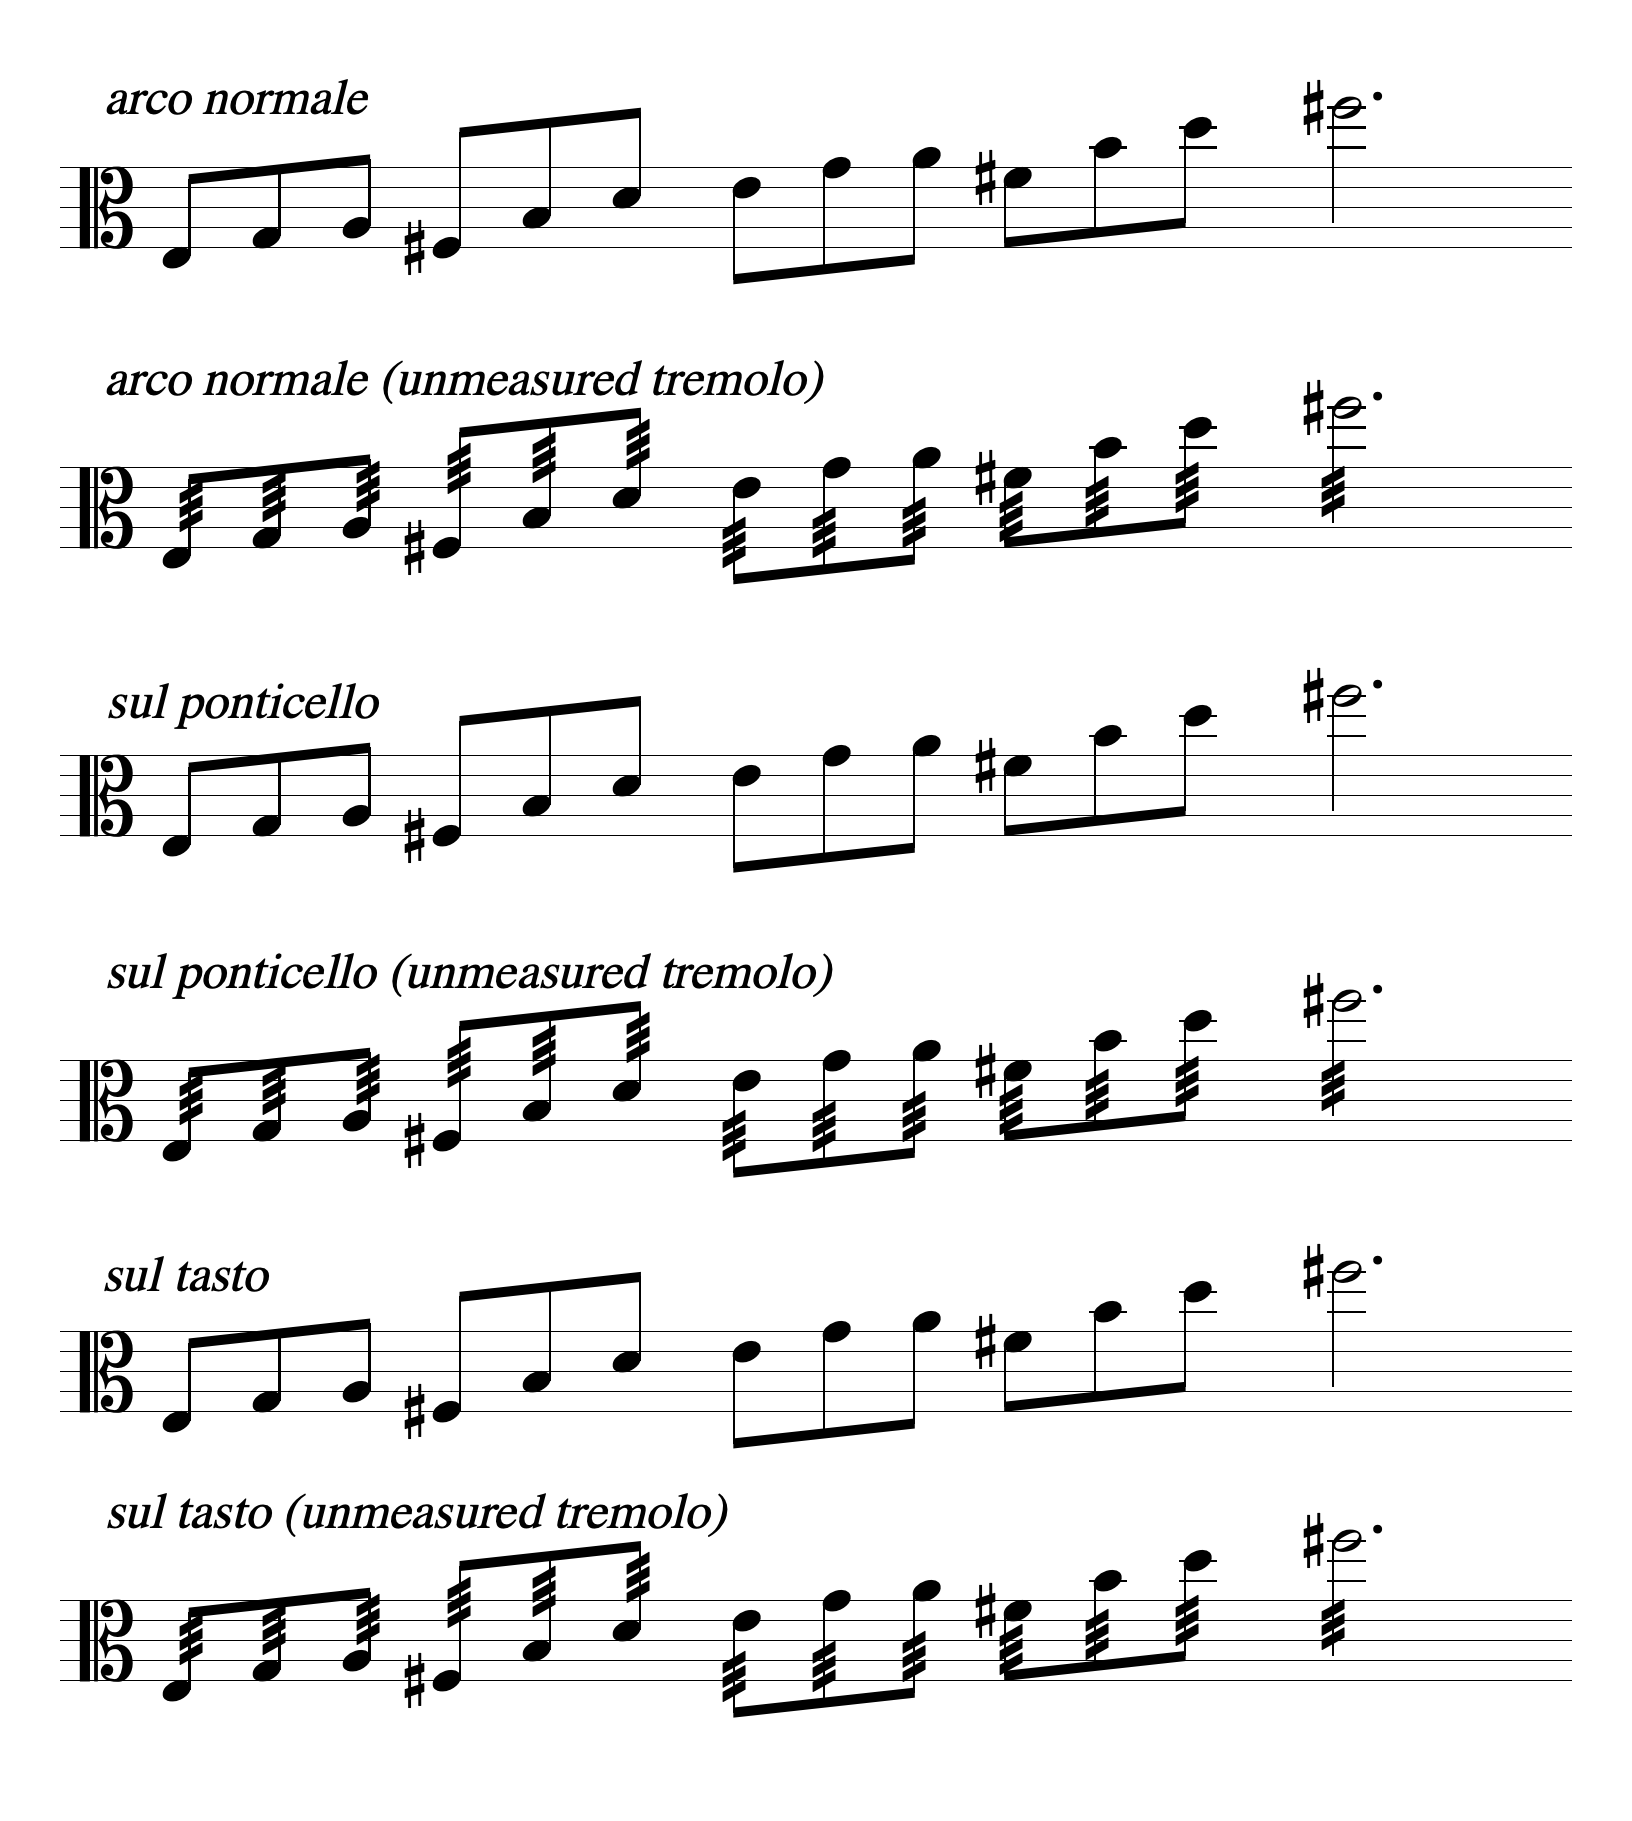 arco normale
arco normale (unmeasured tremolo)
sul ponticello
sul ponticello (unmeasured tremolo)
sul tasto
sul tasto (unmeasured tremolo)